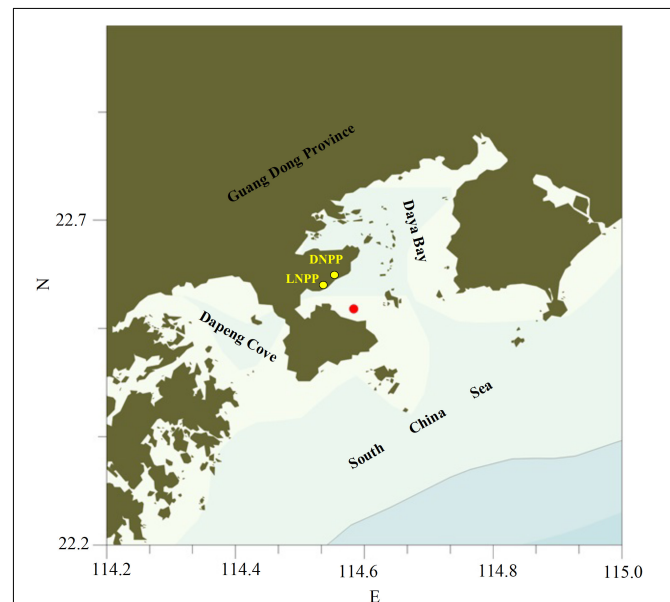 Guang Dong Province
22.7
Daya Bay
DNPP
LNPP
N
Dapeng Cove
South China Sea
22.2
114.2 114.4 114.6 114.8 115.0
E